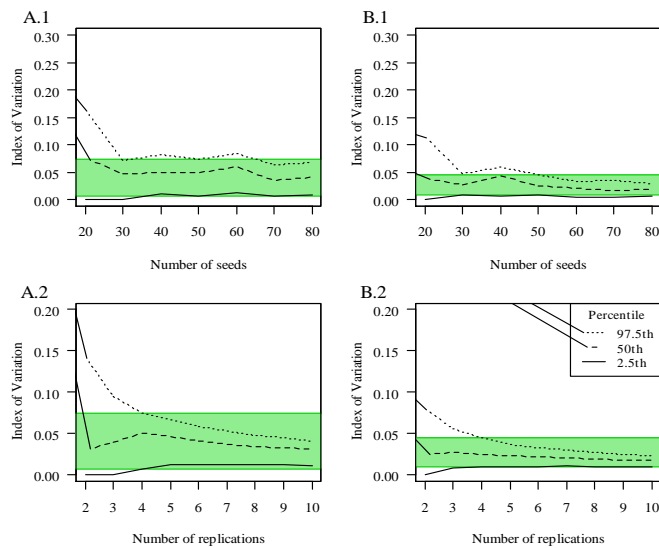 A.1
Index of Variation
0.30
0.25
0.20
0.15
0.10
0.05
0.00
20 30 40 50 60 70 80
Number of seeds
B.1
Index of Variation
0.30
0.25
0.20
0.15
0.10
0.05
0.00
20 30 40 50 60 70 80
Number of seeds
A.2
Index of Variation
0.20
0.15
0.10
0.05
0.00
2 3 4 5 6 7 8 9 10
Number of replications
B.2
Index of Variation
0.20
0.15
0.10
0.05
0.00
2 3 4 5 6 7 8 9 10
Number of replications
Percentile
97.5th
50th
2.5th